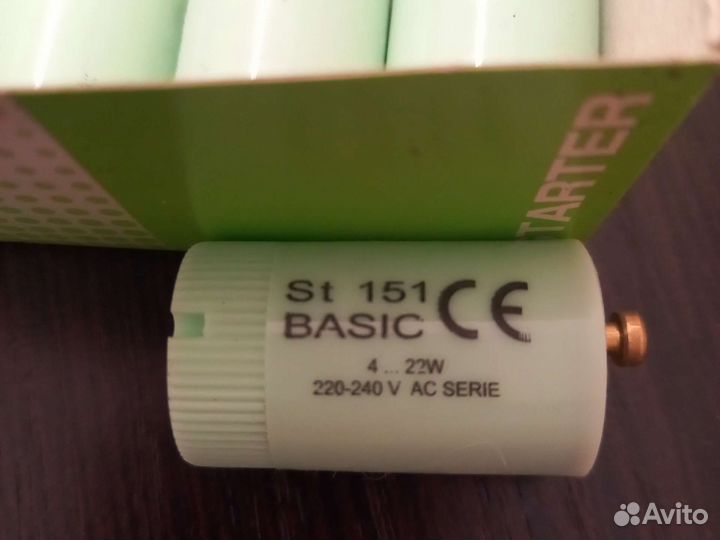 STARTER
St 151 CE
BASIC
4 ... 22W
220-240 V AC SERIE
Avito